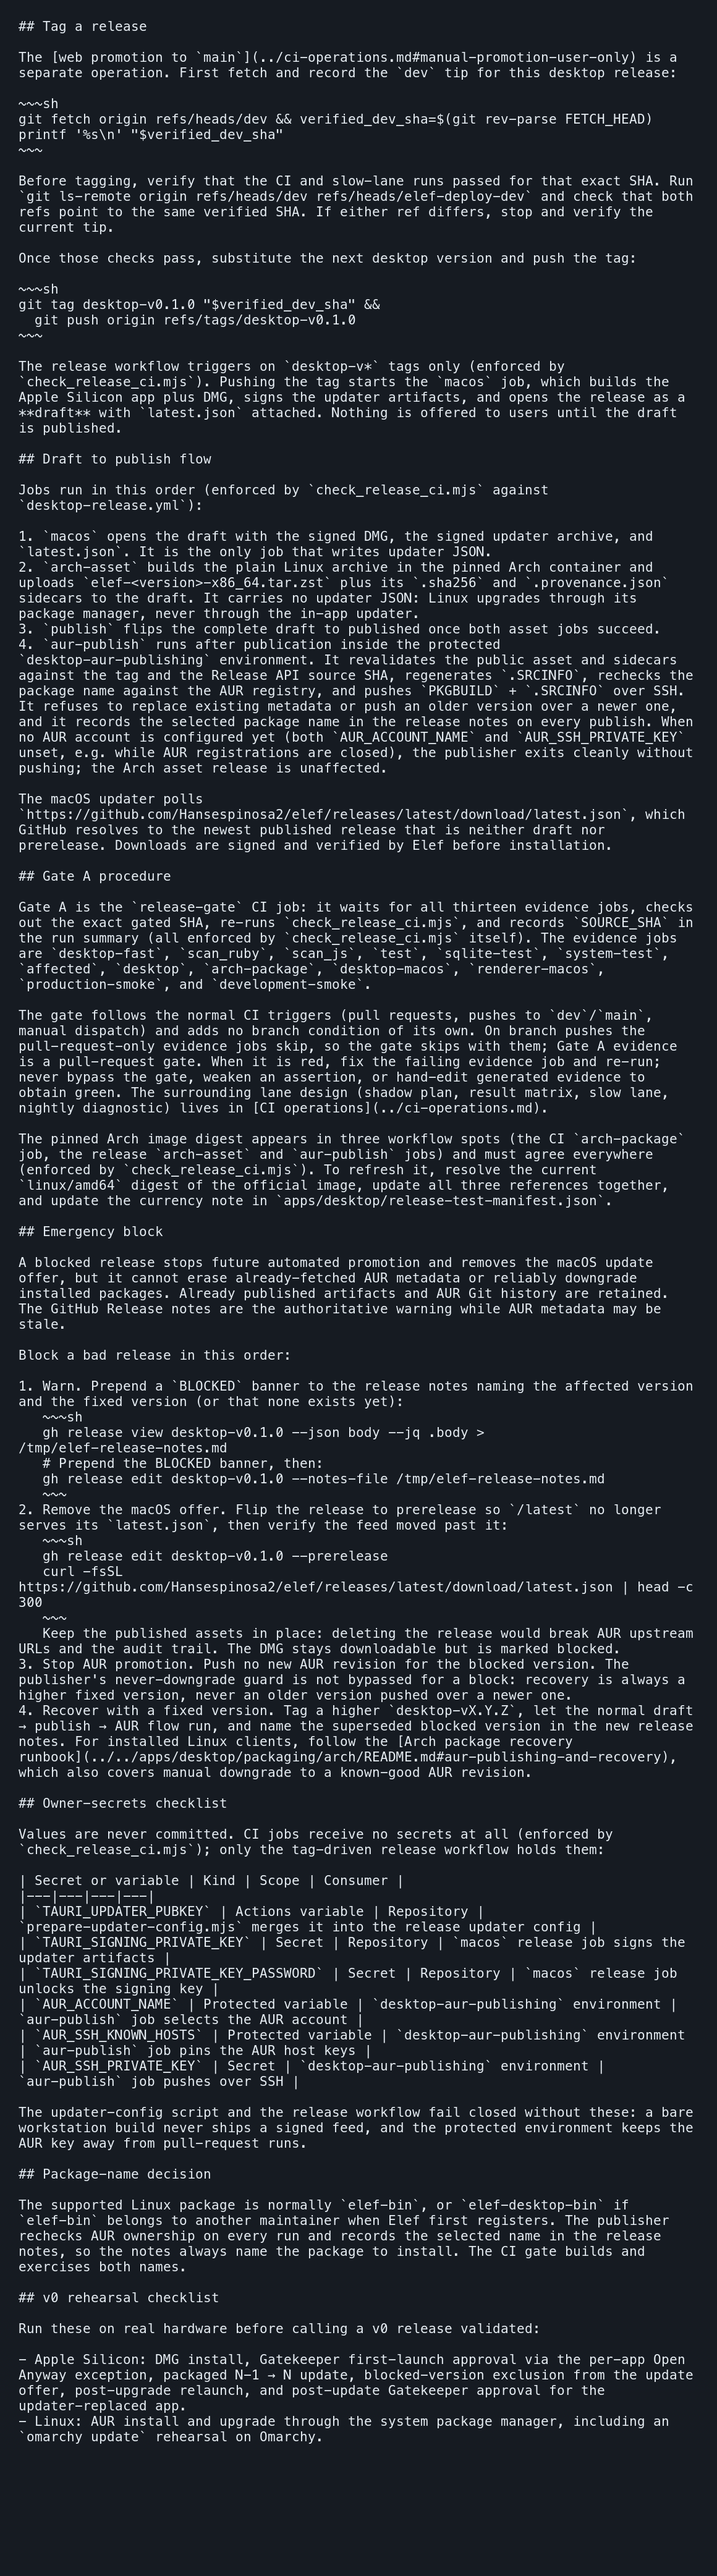 ## Tag a release

The [web promotion to `main`](../ci-operations.md#manual-promotion-user-only) is a
separate operation. First fetch and record the `dev` tip for this desktop release:

~~~sh
git fetch origin refs/heads/dev && verified_dev_sha=$(git rev-parse FETCH_HEAD)
printf '%s\n' "$verified_dev_sha"
~~~

Before tagging, verify that the CI and slow-lane runs passed for that exact SHA. Run
`git ls-remote origin refs/heads/dev refs/heads/elef-deploy-dev` and check that both
refs point to the same verified SHA. If either ref differs, stop and verify the
current tip.

Once those checks pass, substitute the next desktop version and push the tag:

~~~sh
git tag desktop-v0.1.0 "$verified_dev_sha" &&
  git push origin refs/tags/desktop-v0.1.0
~~~

The release workflow triggers on `desktop-v*` tags only (enforced by
`check_release_ci.mjs`). Pushing the tag starts the `macos` job, which builds the
Apple Silicon app plus DMG, signs the updater artifacts, and opens the release as a
**draft** with `latest.json` attached. Nothing is offered to users until the draft
is published.

## Draft to publish flow

Jobs run in this order (enforced by `check_release_ci.mjs` against
`desktop-release.yml`):

1. `macos` opens the draft with the signed DMG, the signed updater archive, and
`latest.json`. It is the only job that writes updater JSON.
2. `arch-asset` builds the plain Linux archive in the pinned Arch container and
uploads `elef-<version>-x86_64.tar.zst` plus its `.sha256` and `.provenance.json`
sidecars to the draft. It carries no updater JSON: Linux upgrades through its
package manager, never through the in-app updater.
3. `publish` flips the complete draft to published once both asset jobs succeed.
4. `aur-publish` runs after publication inside the protected
`desktop-aur-publishing` environment. It revalidates the public asset and sidecars
against the tag and the Release API source SHA, regenerates `.SRCINFO`, rechecks the
package name against the AUR registry, and pushes `PKGBUILD` + `.SRCINFO` over SSH.
It refuses to replace existing metadata or push an older version over a newer one,
and it records the selected package name in the release notes on every publish. When
no AUR account is configured yet (both `AUR_ACCOUNT_NAME` and `AUR_SSH_PRIVATE_KEY`
unset, e.g. while AUR registrations are closed), the publisher exits cleanly without
pushing; the Arch asset release is unaffected.

The macOS updater polls
`https://github.com/Hansespinosa2/elef/releases/latest/download/latest.json`, which
GitHub resolves to the newest published release that is neither draft nor
prerelease. Downloads are signed and verified by Elef before installation.

## Gate A procedure

Gate A is the `release-gate` CI job: it waits for all thirteen evidence jobs, checks
out the exact gated SHA, re-runs `check_release_ci.mjs`, and records `SOURCE_SHA` in
the run summary (all enforced by `check_release_ci.mjs` itself). The evidence jobs
are `desktop-fast`, `scan_ruby`, `scan_js`, `test`, `sqlite-test`, `system-test`,
`affected`, `desktop`, `arch-package`, `desktop-macos`, `renderer-macos`,
`production-smoke`, and `development-smoke`.

The gate follows the normal CI triggers (pull requests, pushes to `dev`/`main`,
manual dispatch) and adds no branch condition of its own. On branch pushes the
pull-request-only evidence jobs skip, so the gate skips with them; Gate A evidence
is a pull-request gate. When it is red, fix the failing evidence job and re-run;
never bypass the gate, weaken an assertion, or hand-edit generated evidence to
obtain green. The surrounding lane design (shadow plan, result matrix, slow lane,
nightly diagnostic) lives in [CI operations](../ci-operations.md).

The pinned Arch image digest appears in three workflow spots (the CI `arch-package`
job, the release `arch-asset` and `aur-publish` jobs) and must agree everywhere
(enforced by `check_release_ci.mjs`). To refresh it, resolve the current
`linux/amd64` digest of the official image, update all three references together,
and update the currency note in `apps/desktop/release-test-manifest.json`.

## Emergency block

A blocked release stops future automated promotion and removes the macOS update
offer, but it cannot erase already-fetched AUR metadata or reliably downgrade
installed packages. Already published artifacts and AUR Git history are retained.
The GitHub Release notes are the authoritative warning while AUR metadata may be
stale.

Block a bad release in this order:

1. Warn. Prepend a `BLOCKED` banner to the release notes naming the affected version
and the fixed version (or that none exists yet):
   ~~~sh
   gh release view desktop-v0.1.0 --json body --jq .body >
/tmp/elef-release-notes.md
   # Prepend the BLOCKED banner, then:
   gh release edit desktop-v0.1.0 --notes-file /tmp/elef-release-notes.md
   ~~~
2. Remove the macOS offer. Flip the release to prerelease so `/latest` no longer
serves its `latest.json`, then verify the feed moved past it:
   ~~~sh
   gh release edit desktop-v0.1.0 --prerelease
   curl -fsSL
https://github.com/Hansespinosa2/elef/releases/latest/download/latest.json | head -c
300
   ~~~
   Keep the published assets in place: deleting the release would break AUR upstream
URLs and the audit trail. The DMG stays downloadable but is marked blocked.
3. Stop AUR promotion. Push no new AUR revision for the blocked version. The
publisher's never-downgrade guard is not bypassed for a block: recovery is always a
higher fixed version, never an older version pushed over a newer one.
4. Recover with a fixed version. Tag a higher `desktop-vX.Y.Z`, let the normal draft
→ publish → AUR flow run, and name the superseded blocked version in the new release
notes. For installed Linux clients, follow the [Arch package recovery
runbook](../../apps/desktop/packaging/arch/README.md#aur-publishing-and-recovery),
which also covers manual downgrade to a known-good AUR revision.

## Owner-secrets checklist

Values are never committed. CI jobs receive no secrets at all (enforced by
`check_release_ci.mjs`); only the tag-driven release workflow holds them:

| Secret or variable | Kind | Scope | Consumer |
|---|---|---|---|
| `TAURI_UPDATER_PUBKEY` | Actions variable | Repository |
`prepare-updater-config.mjs` merges it into the release updater config |
| `TAURI_SIGNING_PRIVATE_KEY` | Secret | Repository | `macos` release job signs the
updater artifacts |
| `TAURI_SIGNING_PRIVATE_KEY_PASSWORD` | Secret | Repository | `macos` release job
unlocks the signing key |
| `AUR_ACCOUNT_NAME` | Protected variable | `desktop-aur-publishing` environment |
`aur-publish` job selects the AUR account |
| `AUR_SSH_KNOWN_HOSTS` | Protected variable | `desktop-aur-publishing` environment
| `aur-publish` job pins the AUR host keys |
| `AUR_SSH_PRIVATE_KEY` | Secret | `desktop-aur-publishing` environment |
`aur-publish` job pushes over SSH |

The updater-config script and the release workflow fail closed without these: a bare
workstation build never ships a signed feed, and the protected environment keeps the
AUR key away from pull-request runs.

## Package-name decision

The supported Linux package is normally `elef-bin`, or `elef-desktop-bin` if
`elef-bin` belongs to another maintainer when Elef first registers. The publisher
rechecks AUR ownership on every run and records the selected name in the release
notes, so the notes always name the package to install. The CI gate builds and
exercises both names.

## v0 rehearsal checklist

Run these on real hardware before calling a v0 release validated:

- Apple Silicon: DMG install, Gatekeeper first-launch approval via the per-app Open
Anyway exception, packaged N-1 → N update, blocked-version exclusion from the update
offer, post-upgrade relaunch, and post-update Gatekeeper approval for the
updater-replaced app.
- Linux: AUR install and upgrade through the system package manager, including an
`omarchy update` rehearsal on Omarchy.